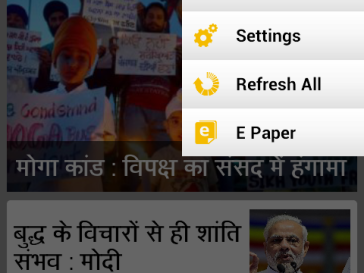 Settings
Refresh All
E Paper
मोगा कांड : विपक्ष का संसद में हंगामा
बुद्ध के विचारों से ही शांति
संभव : मोदी